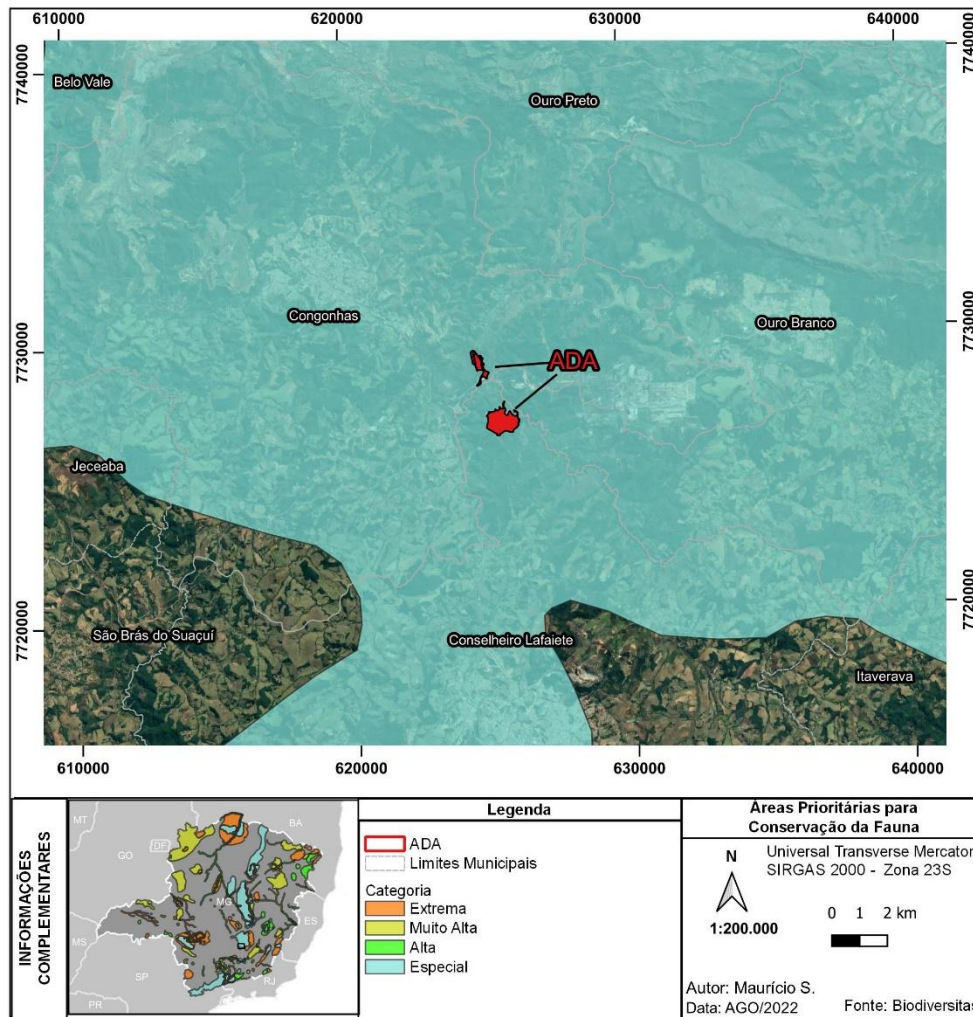 610000
620000
630000
640000
7740000
7740000
Belo Vale
Ouro Preto
Congonhas
Ouro Branco
7730000
7730000
ADA
Jeceaba
7720000
7720000
São Brás do Suaçuí
Conselheiro Lafaiete
Itaverava
610000
620000
630000
640000
INFORMAÇÕES
COMPLEMENTARES
MT
GO
DF
BA
MG
ES
MS
SP
RJ
PR
Legenda
ADA
Limites Municipais
Categoria
Extrema
Muito Alta
Alta
Especial
Áreas Prioritárias para
Conservação da Fauna
N
Universal Transverse Mercator
SIRGAS 2000 - Zona 23S
1:200.000
0 1 2 km
Autor: Maurício S.
Data: AGO/2022
Fonte: Biodiversitas